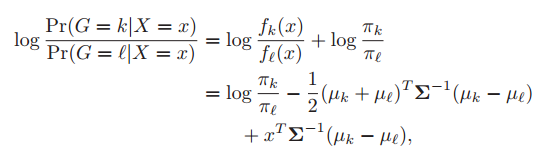 log Pr(G = k|X = x) / Pr(G = ℓ|X = x) = log f_k(x) / f_ℓ(x) + log π_k / π_ℓ
= log π_k / π_ℓ − 1/2 (μ_k + μ_ℓ)^T Σ^−1 (μ_k − μ_ℓ)
+ x^T Σ^−1 (μ_k − μ_ℓ),